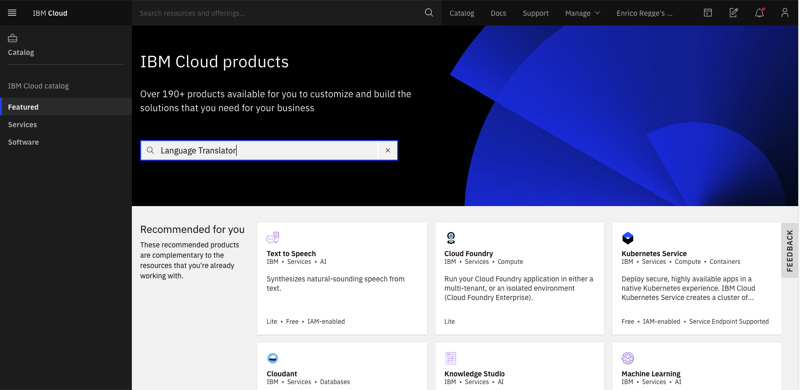 IBM Cloud
Search resources and offerings...
Catalog
Docs
Support
Manage
Enrico Regge's ...
Catalog
IBM Cloud catalog
Featured
Services
Software
IBM Cloud products
Over 190+ products available for you to customize and build the
solutions that you need for your business
Language Translator
FEEDBACK
Recommended for you
These recommended products
are complementary to the
resources that you're already
working with.
Text to Speech
IBM • Services • AI
Synthesizes natural-sounding speech from
text.
Lite • Free • IAM-enabled
Cloud Foundry
IBM • Services • Compute
Run your Cloud Foundry application in either a
multi-tenant, or an isolated environment
(Cloud Foundry Enterprise).
Lite
Kubernetes Service
IBM • Services • Compute • Containers
Deploy secure, highly available apps in a
native Kubernetes experience. IBM Cloud
Kubernetes Service creates a cluster of...
Free • IAM-enabled • Service Endpoint Supported
Cloudant
IBM • Services • Databases
Knowledge Studio
IBM • Services • AI
Machine Learning
IBM • Services • AI